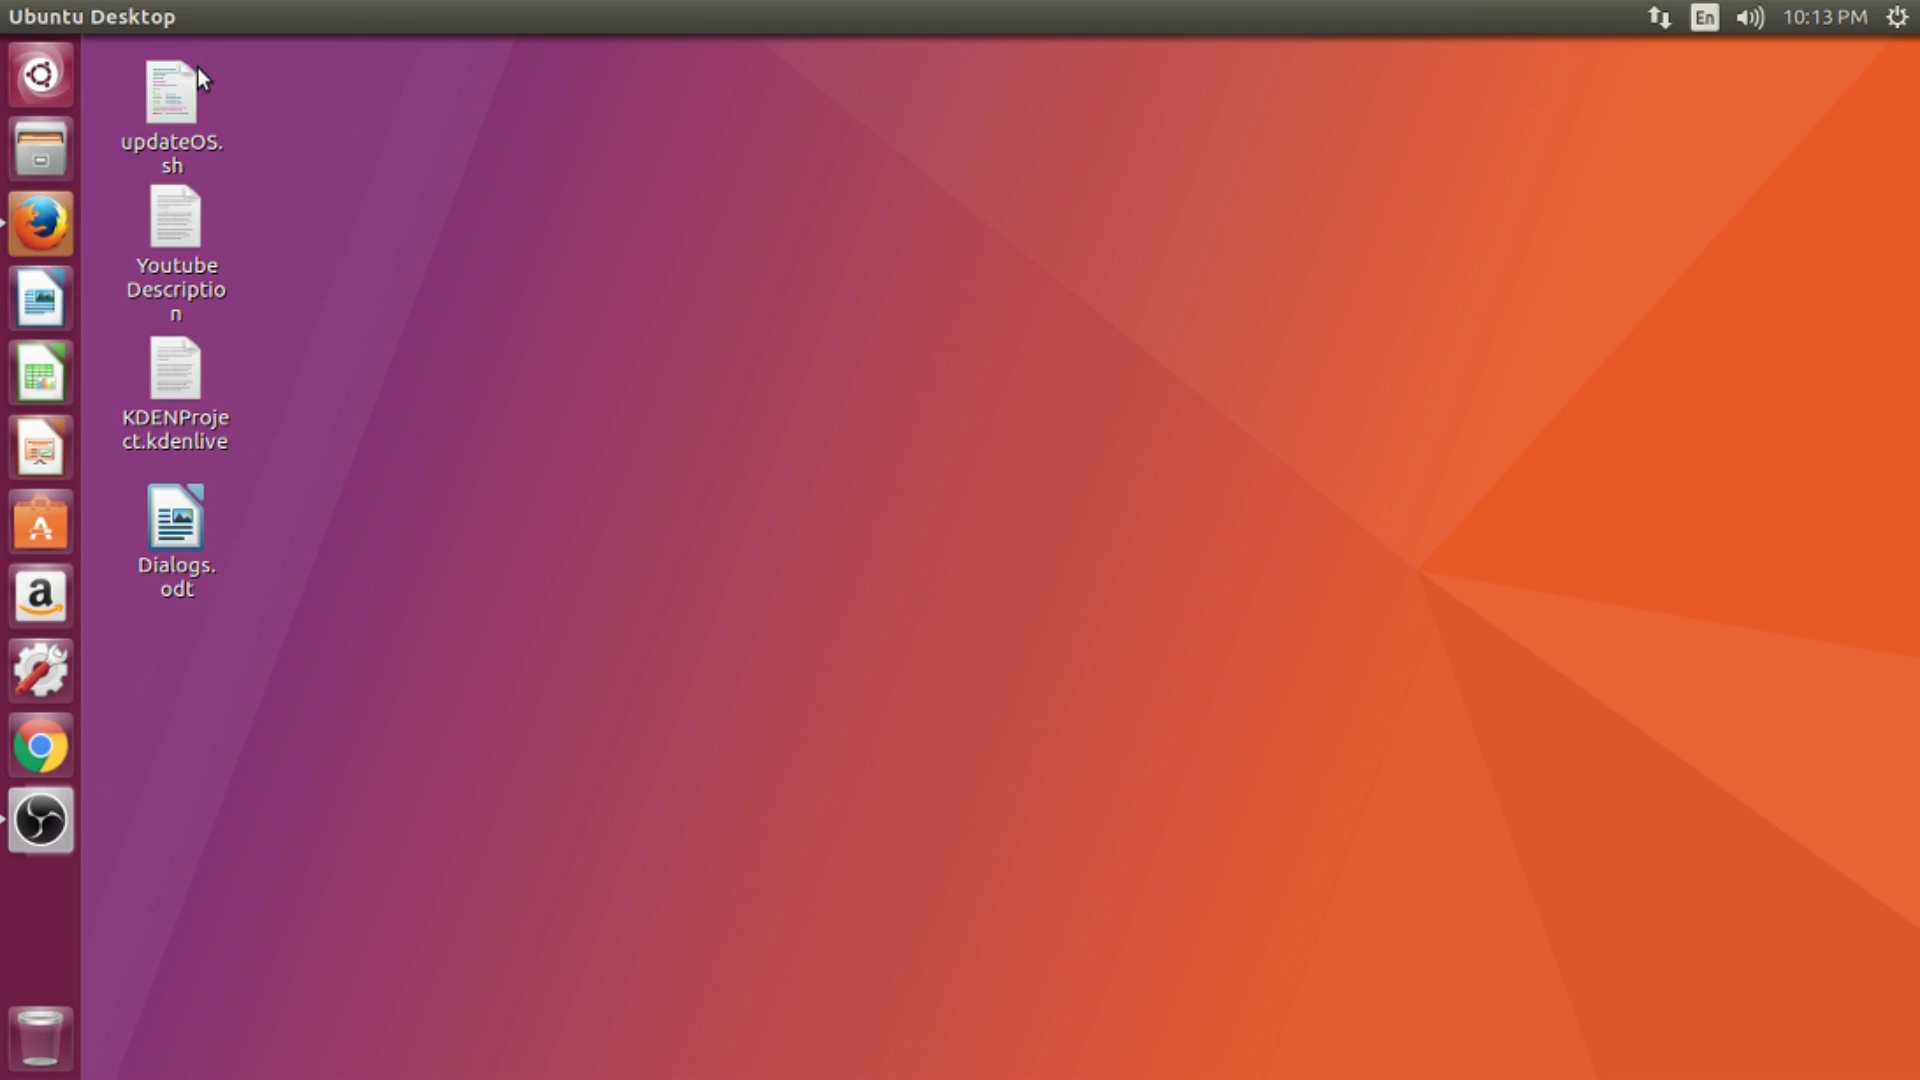 Ubuntu Desktop
En
10:13 PM
updateOS.
sh
Youtube
Descriptio
n
KDENProje
ct.kdenlive
Dialogs.
odt
A
a